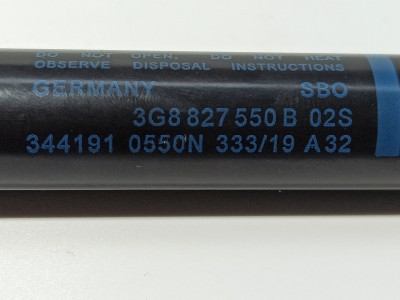 DO NOT OPEN, DO NOT HEAT
OBSERVE DISPOSAL INSTRUCTIONS
GERMANY SBO
3G8 827 550 B 02S
344191 0550N 333/19 A32